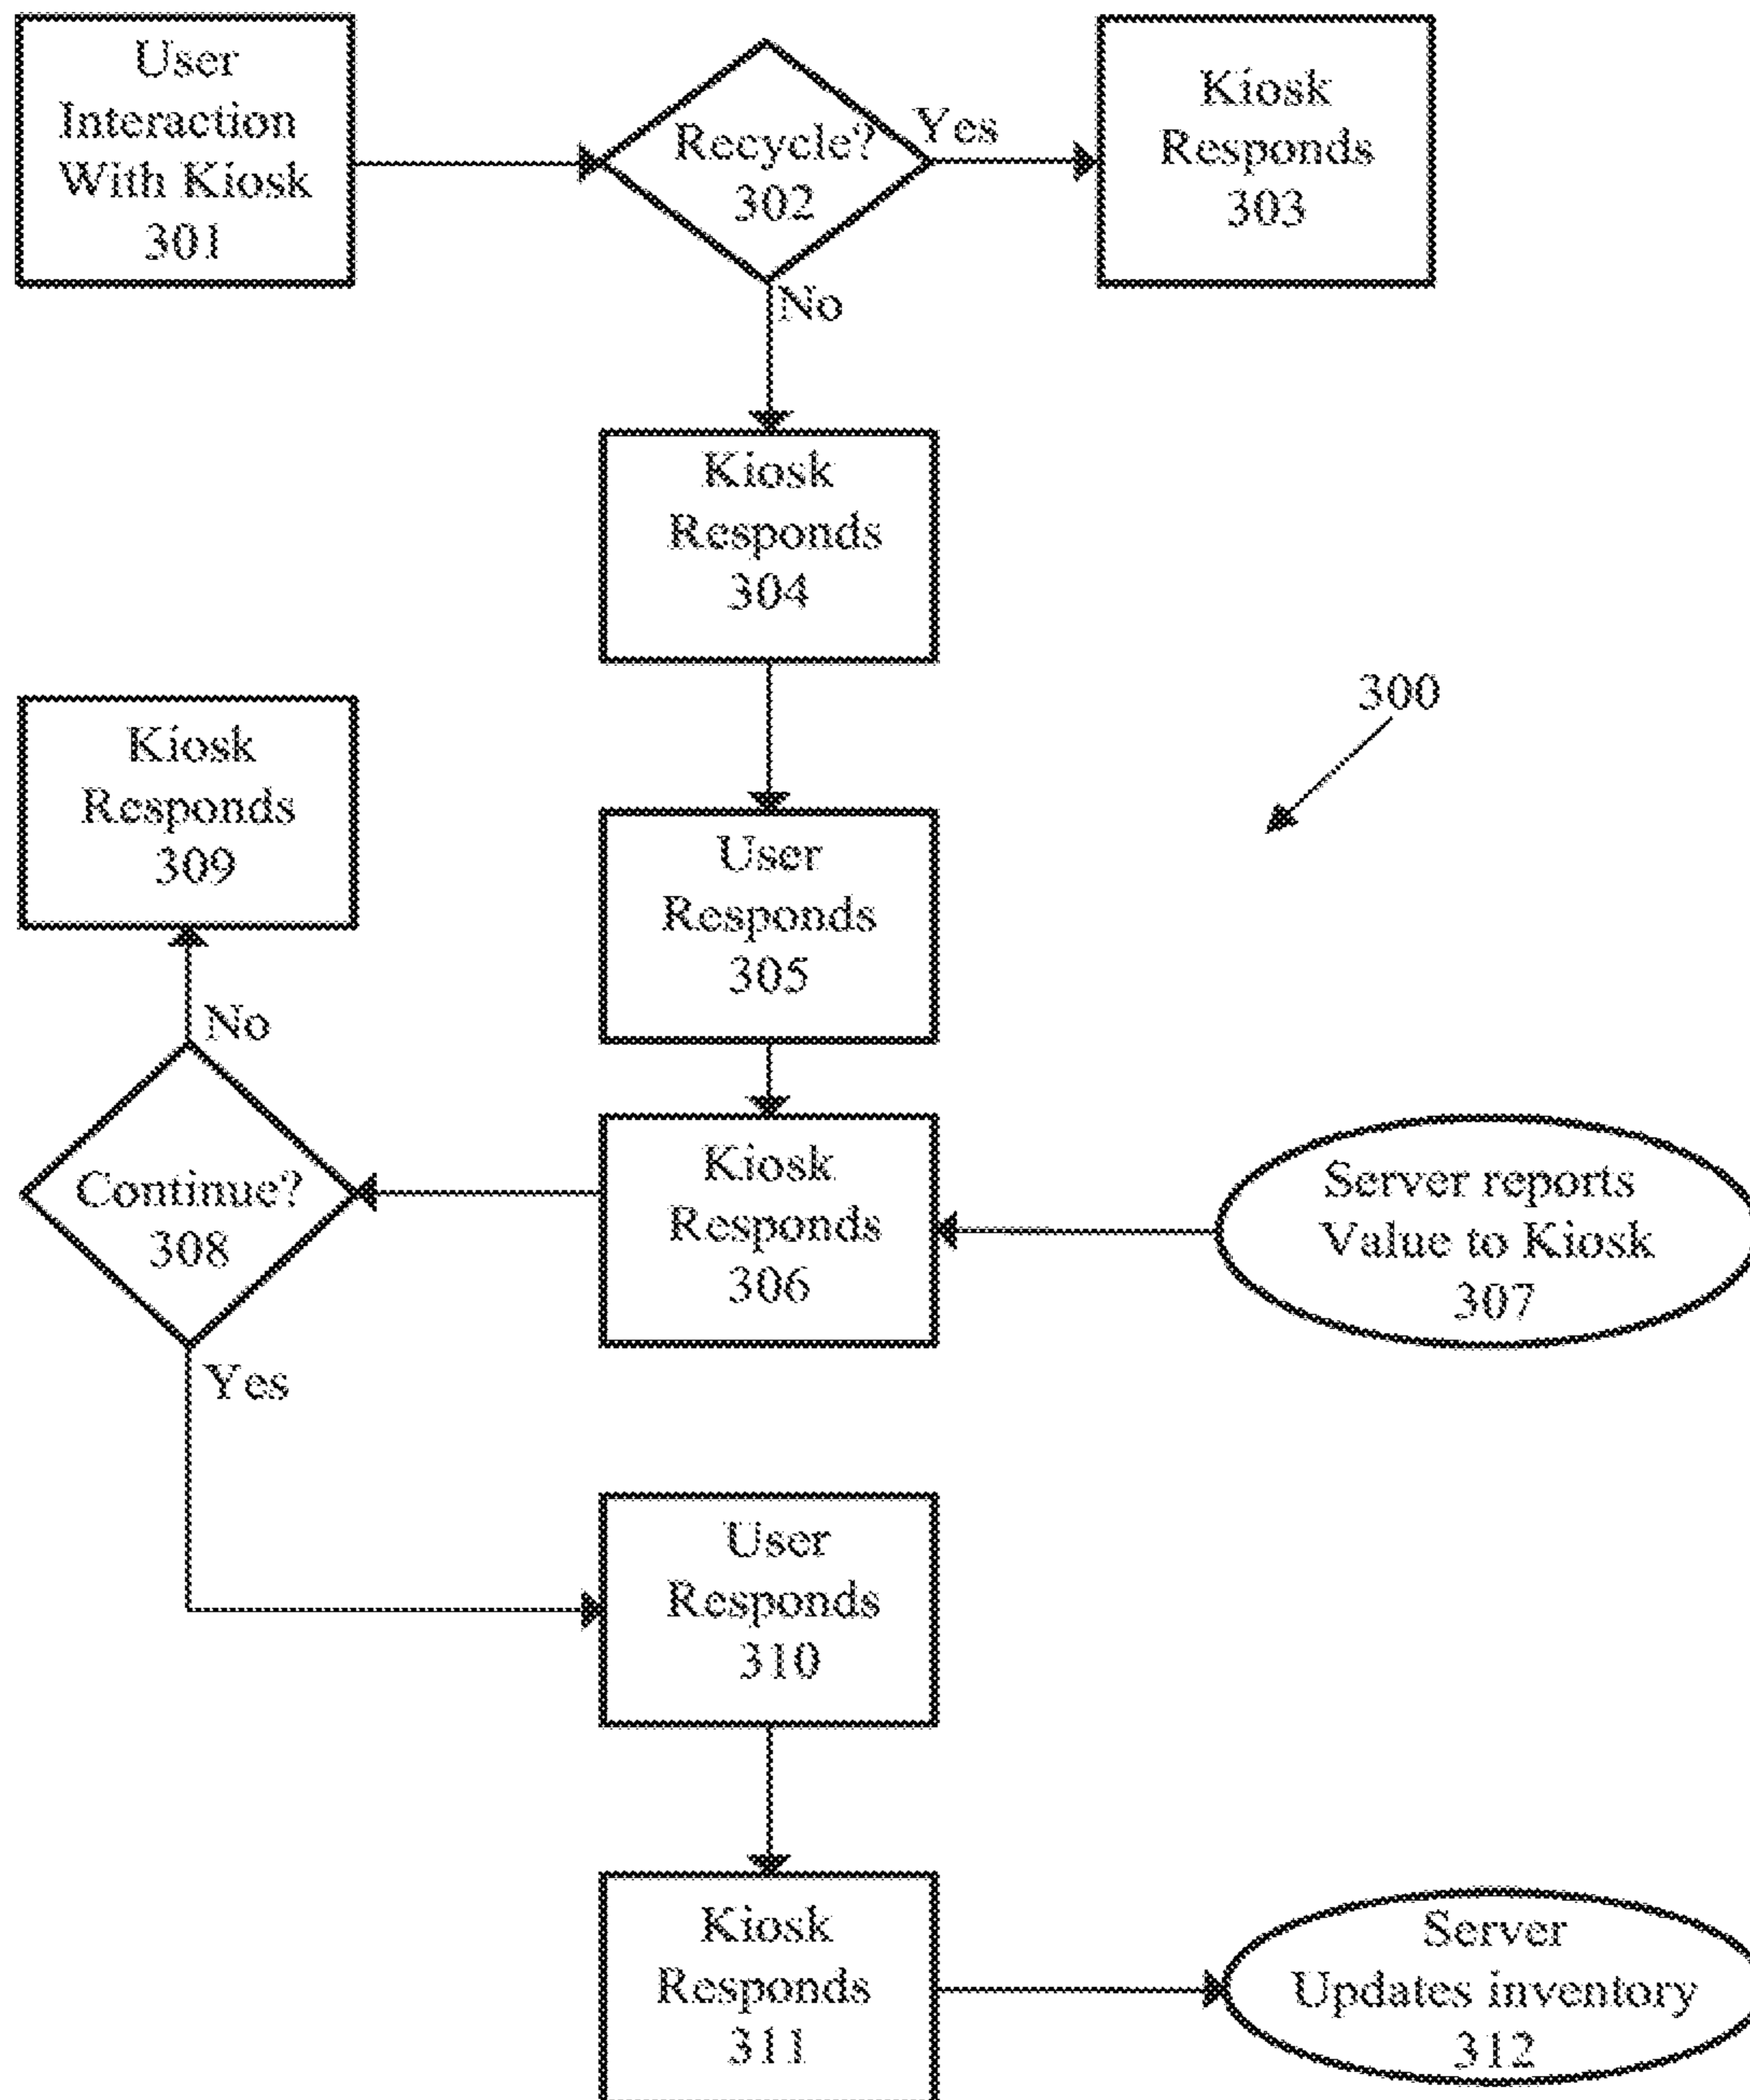 User
Interaction
With Kiosk
301
Recycle?
302
Yes
Kiosk
Responds
303
No
Kiosk
Responds
304
300
Kiosk
Responds
309
User
Responds
305
No
Continue?
308
Kiosk
Responds
306
Server reports
Value to Kiosk
307
Yes
User
Responds
310
Kiosk
Responds
311
Server
Updates inventory
312